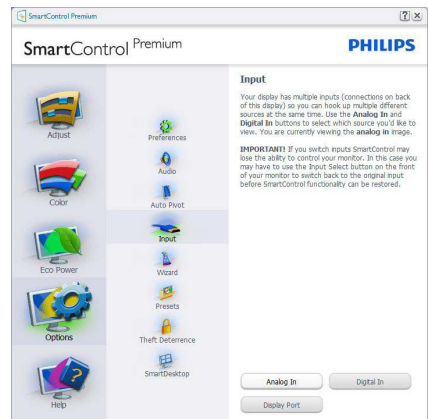 SmartControl Premium
SmartControl Premium
PHILIPS
Adjust
Color
Eco Power
Options
Help
Preferences
Audio
Auto Pivot
Input
Wizard
Presets
Theft Deterrence
SmartDesktop
Input
Your display has multiple inputs (connections on back
of this display) so you can hook up multiple different
sources at the same time. Use the Analog In and
Digital In buttons to select which source you'd like to
view. You are currently viewing the analog in image.
IMPORTANT! If you switch inputs SmartControl may
lose the ability to control your monitor. In this case you
may have to use the Input Select button on the front
of your monitor to switch back to the original input
before SmartControl functionality can be restored.
Analog In
Digital In
Display Port